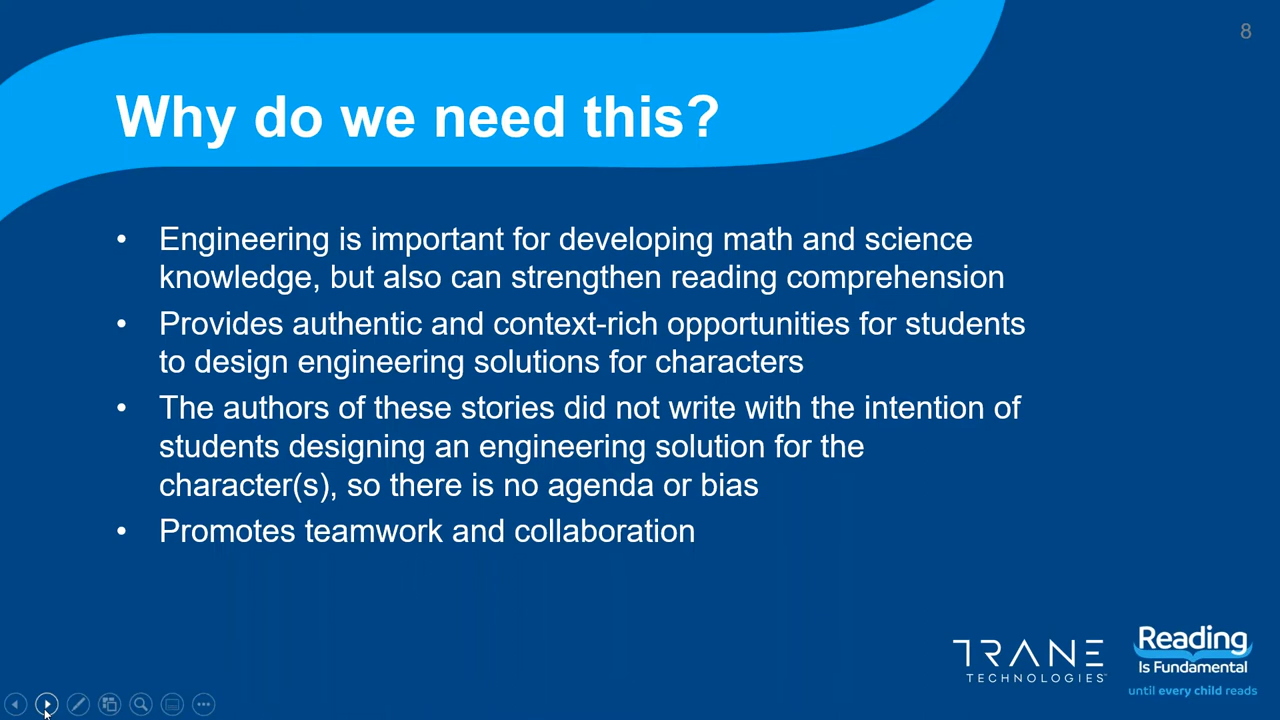 8
Why do we need this?
• Engineering is important for developing math and science
knowledge, but also can strengthen reading comprehension
• Provides authentic and context-rich opportunities for students
to design engineering solutions for characters
• The authors of these stories did not write with the intention of
students designing an engineering solution for the
character(s), so there is no agenda or bias
• Promotes teamwork and collaboration
TRANE
TECHNOLOGIES
Reading
Is Fundamental
until every child reads